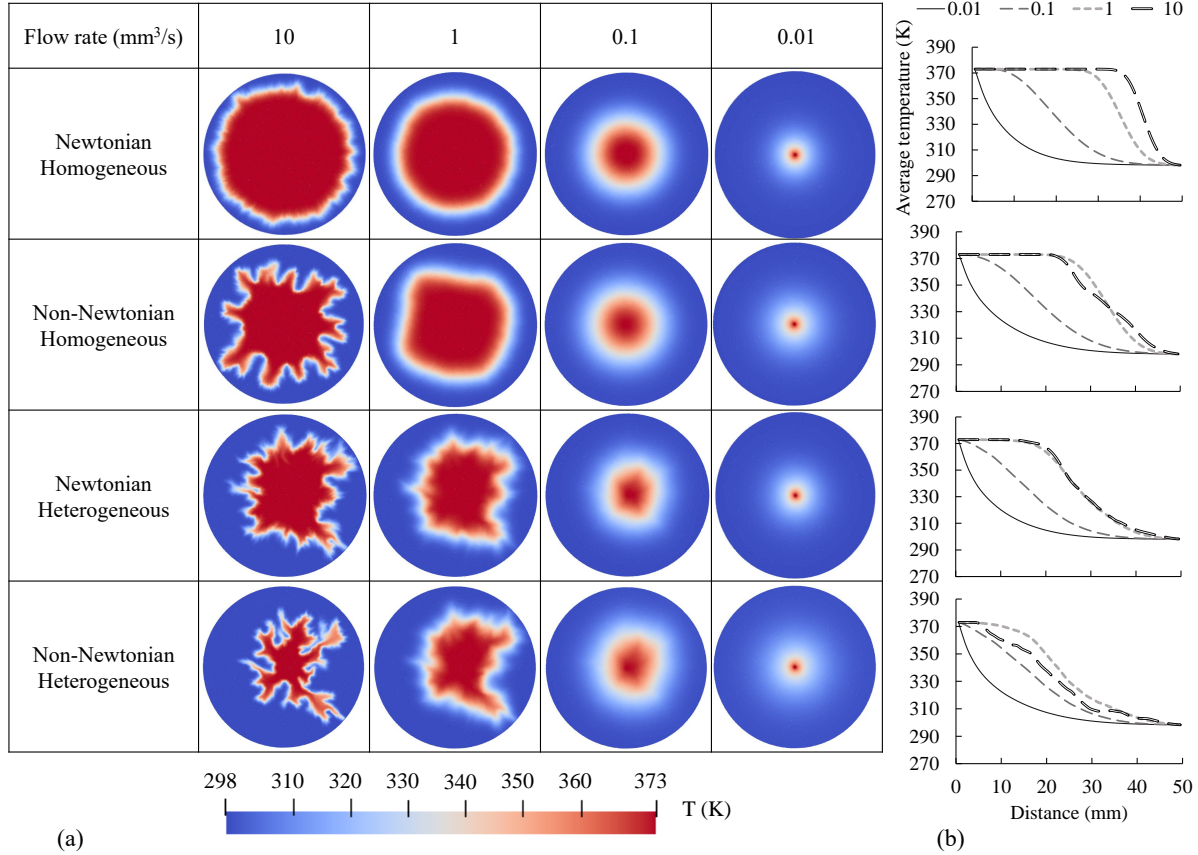 Flow rate (mm³/s) 10 1 0.1 0.01
Newtonian
Homogeneous
Non-Newtonian
Homogeneous
Newtonian
Heterogeneous
Non-Newtonian
Heterogeneous
298 310 320 330 340 350 360 373
T (K)
(a)
0.01 0.1 1 10
Average temperature (K)
390
370
350
330
310
290
270
390
370
350
330
310
290
270
390
370
350
330
310
290
270
390
370
350
330
310
290
270
0 10 20 30 40 50
Distance (mm)
(b)